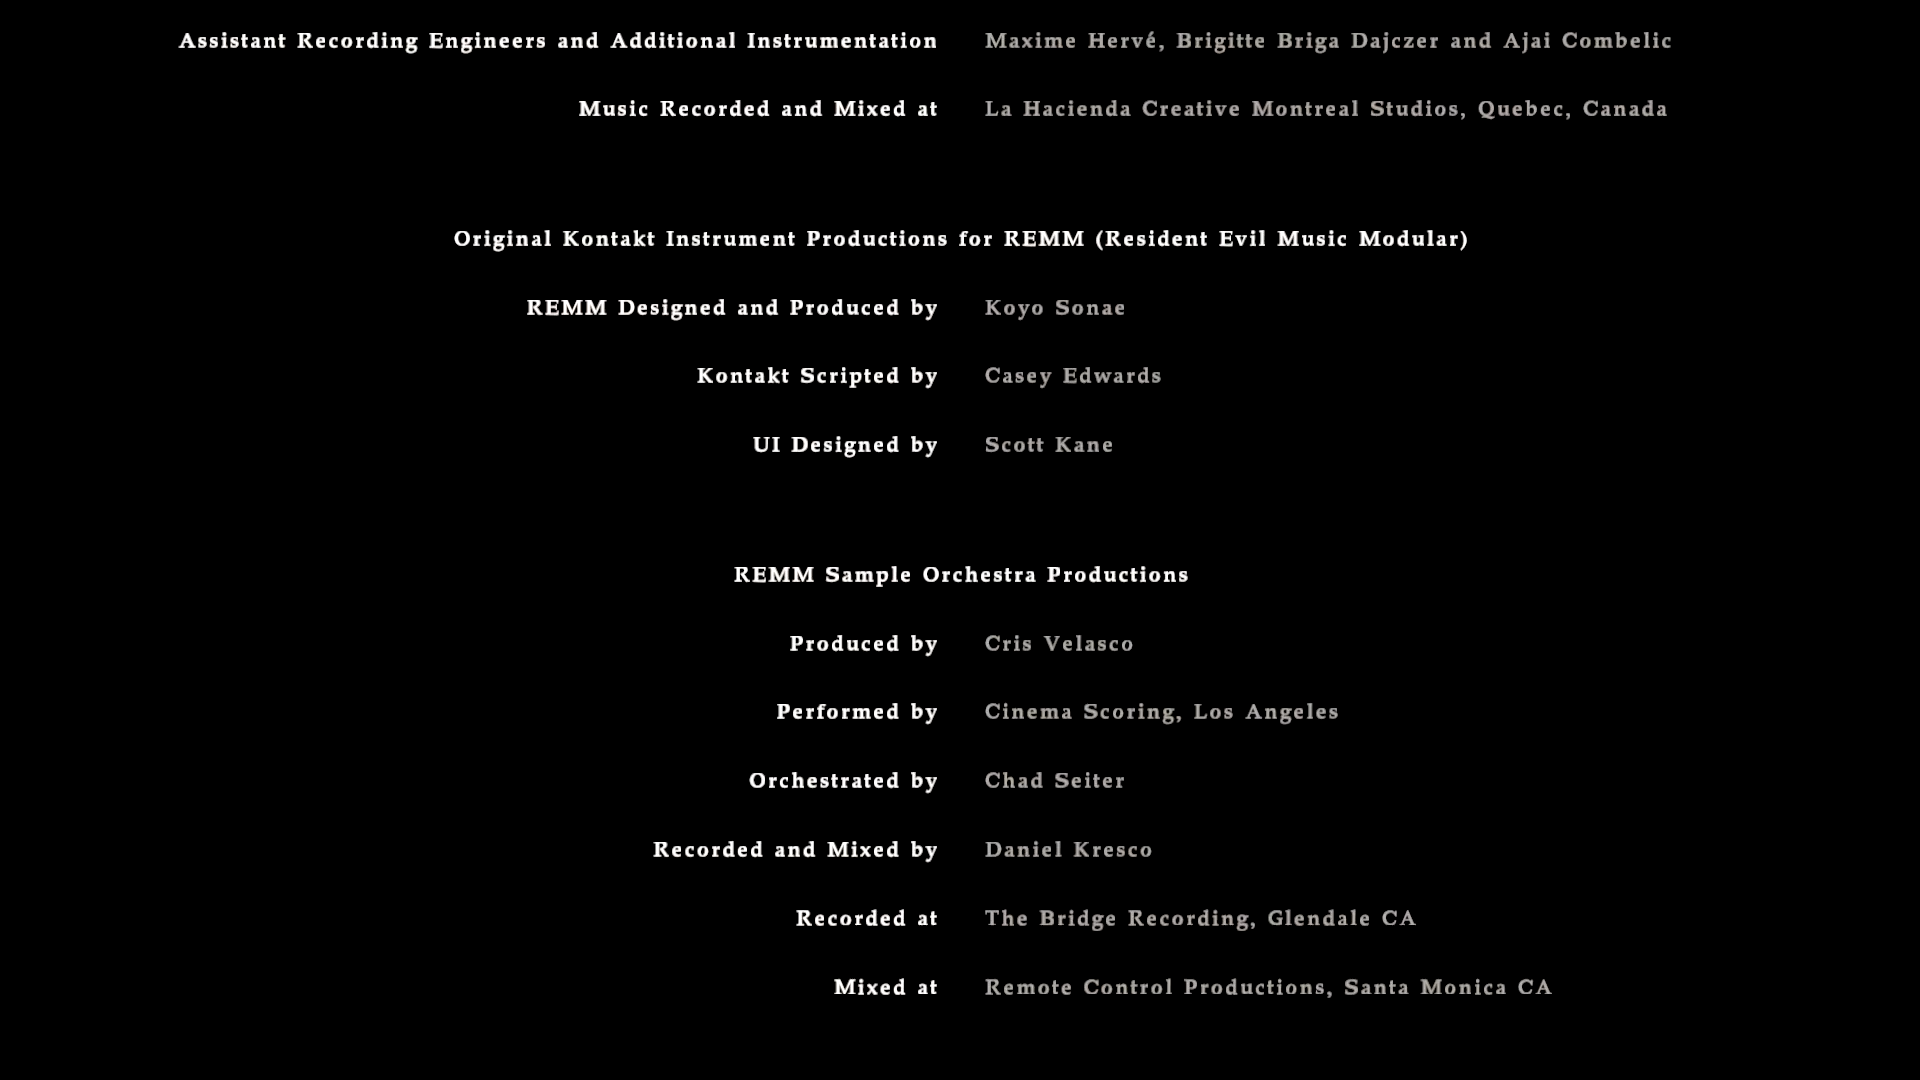 Assistant Recording Engineers and Additional Instrumentation Maxime Hervé, Brigitte Briga Dajczer and Ajai Combelic
Music Recorded and Mixed at La Hacienda Creative Montreal Studios, Quebec, Canada
Original Kontakt Instrument Productions for REMM (Resident Evil Music Modular)
REMM Designed and Produced by Koyo Sonae
Kontakt Scripted by Casey Edwards
UI Designed by Scott Kane
REMM Sample Orchestra Productions
Produced by Cris Velasco
Performed by Cinema Scoring, Los Angeles
Orchestrated by Chad Seiter
Recorded and Mixed by Daniel Kresco
Recorded at The Bridge Recording, Glendale CA
Mixed at Remote Control Productions, Santa Monica CA